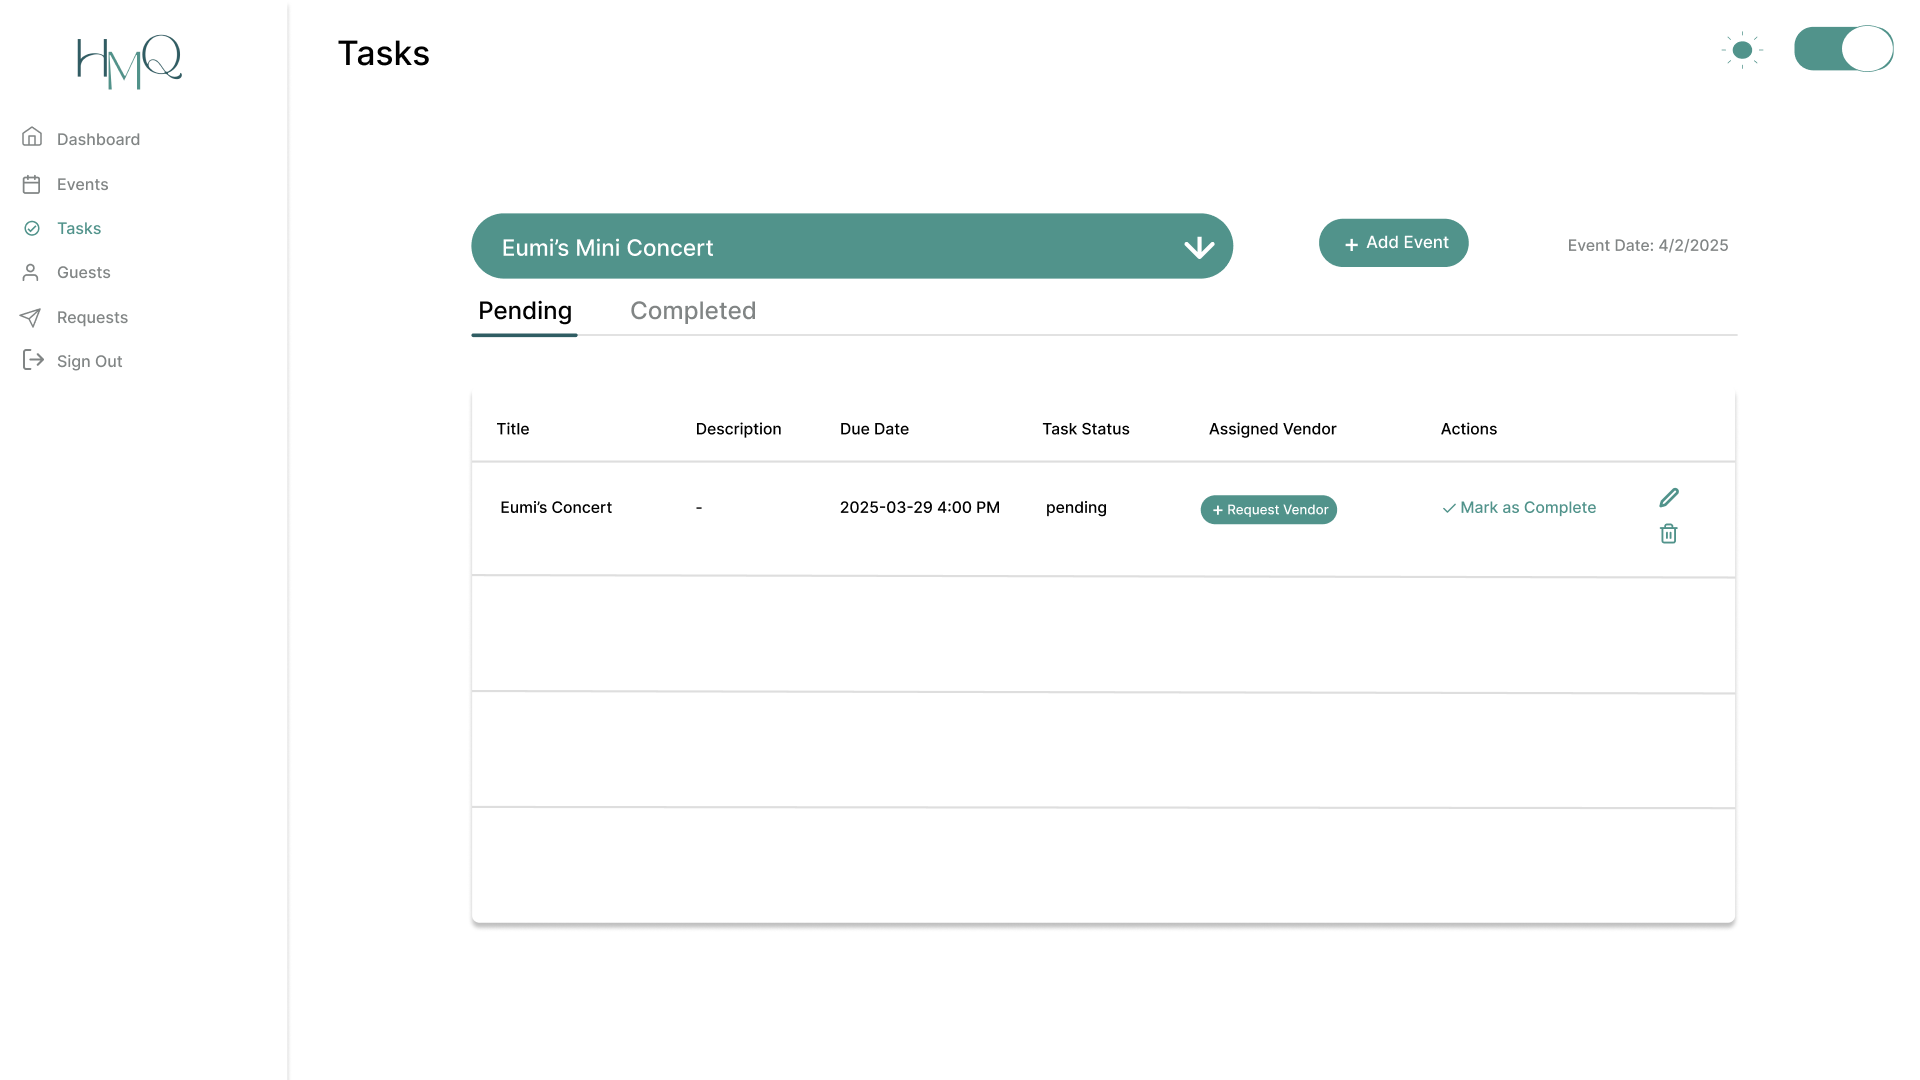 HMQ
Tasks
Dashboard
Events
Tasks
Guests
Requests
Sign Out
Eumi’s Mini Concert
+ Add Event
Event Date: 4/2/2025
Pending Completed
Title Description Due Date Task Status Assigned Vendor Actions
Eumi’s Concert - 2025-03-29 4:00 PM pending + Request Vendor Mark as Complete